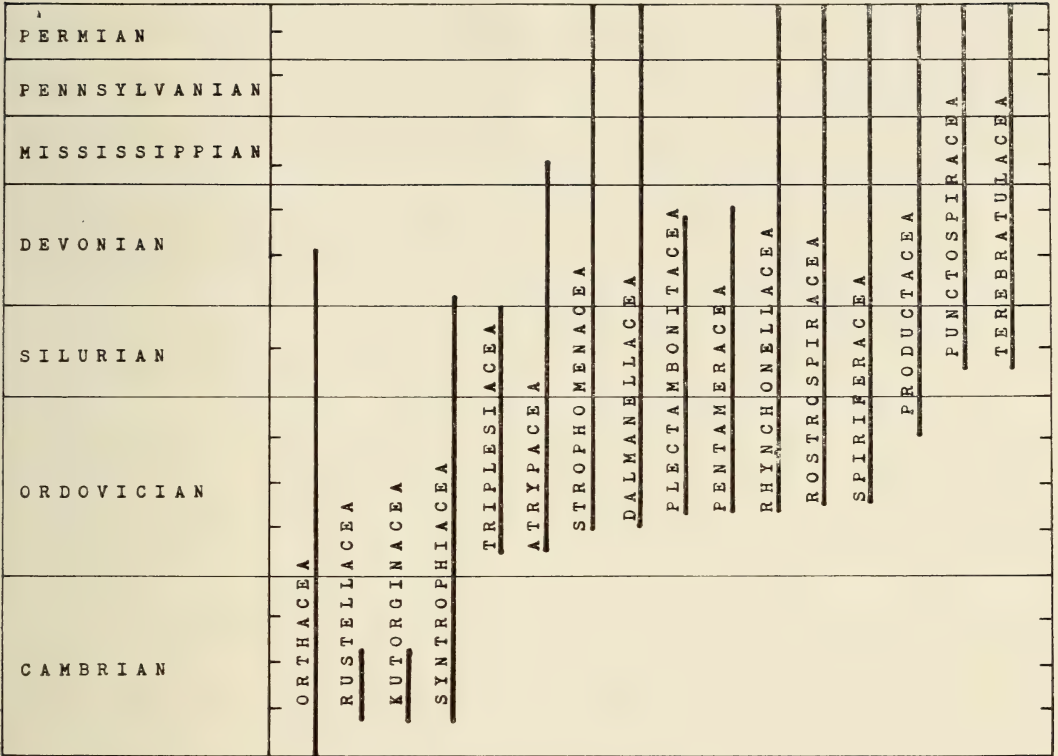 PERMIAN
PENNSYLVANIAN
MISSISSIPPIAN
DEVONIAN
SILURIAN
ORDOVICIAN
CAMBRIAN
ORTHACEA
RUSTELLACEA
KUTORGINACEA
SYNTROPHIACEA
TRIPLESIACEA
ATRYPACEA
STROPHOMENACEA
DALMANELLACEA
PLECTAMBONITACEA
PENTAMERACEA
RHYNCHONELLACEA
ROSTROSPIRACEA
SPIRIFERACEA
PRODUCTACEA
PUNCTOSPIRACEA
TEREBRATULACEA